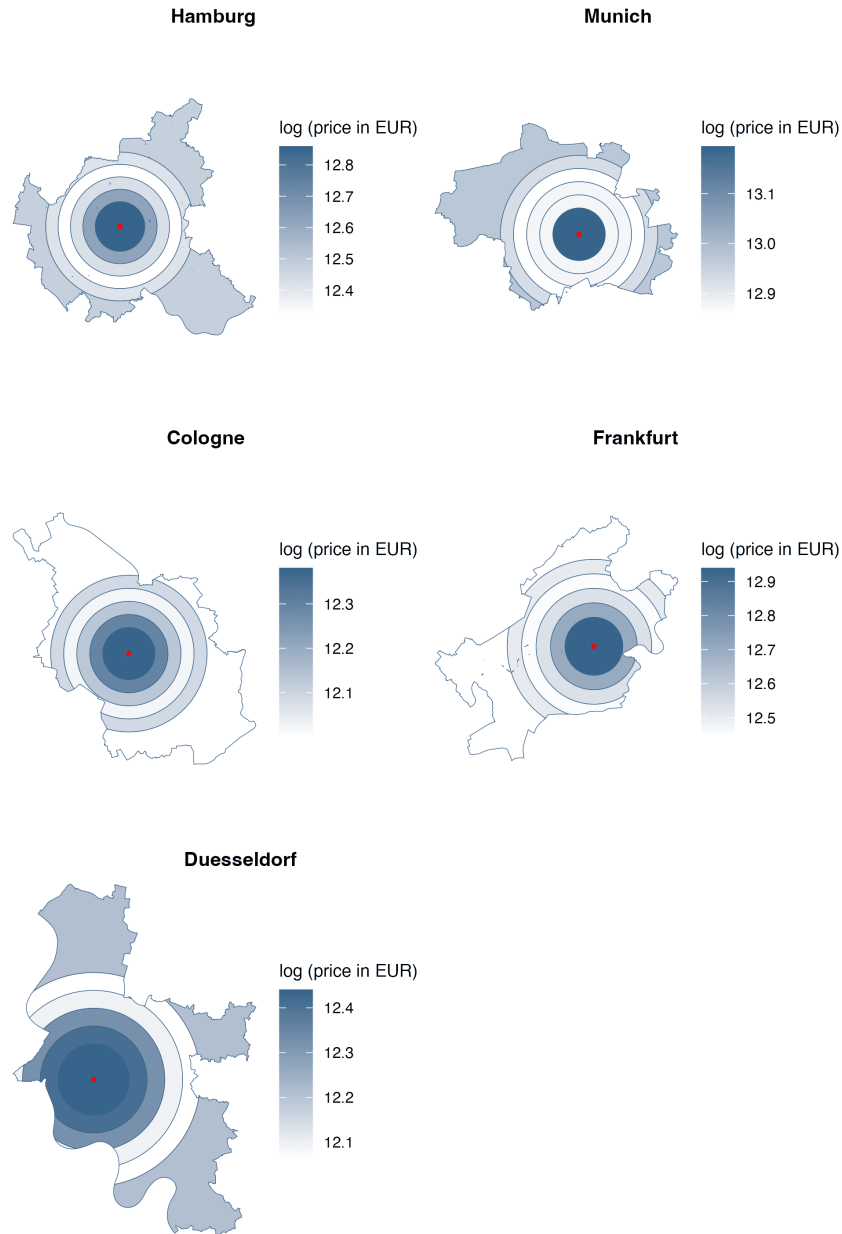 Hamburg
log (price in EUR)
12.8
12.7
12.6
12.5
12.4
Munich
log (price in EUR)
13.1
13.0
12.9
Cologne
log (price in EUR)
12.3
12.2
12.1
Frankfurt
log (price in EUR)
12.9
12.8
12.7
12.6
12.5
Duesseldorf
log (price in EUR)
12.4
12.3
12.2
12.1